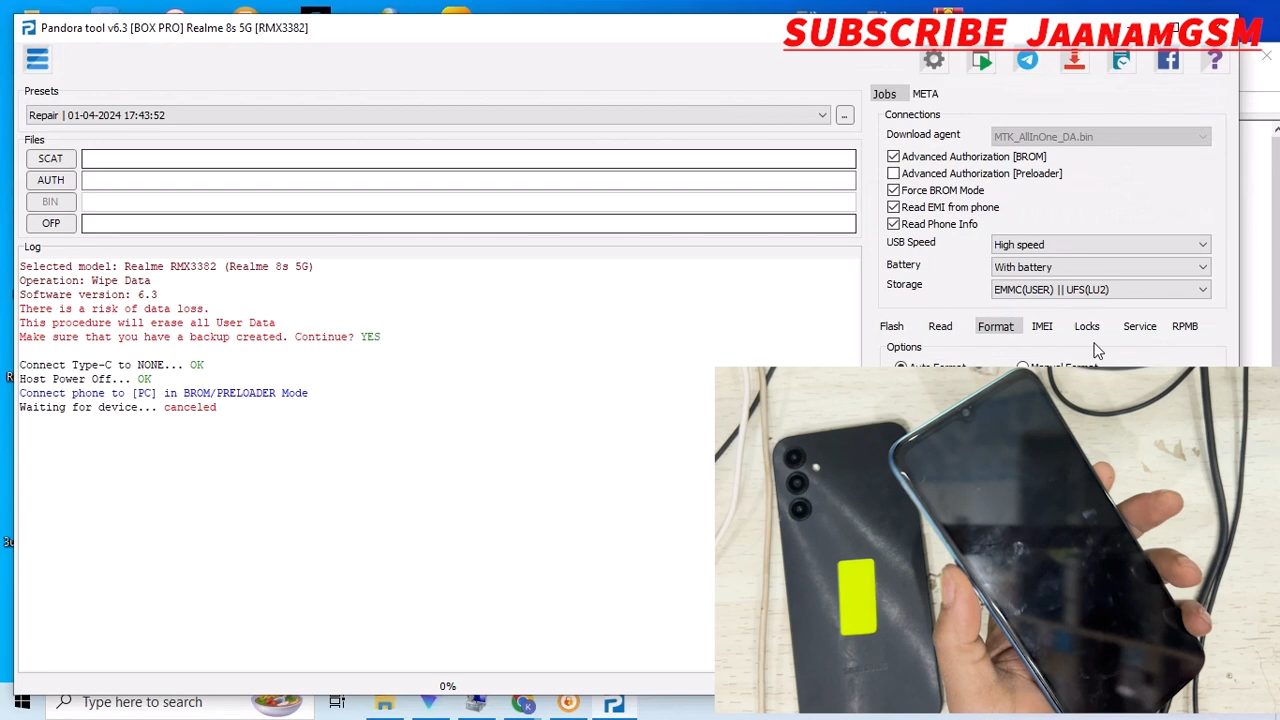 Pandora tool v6.3 [BOX PRO] Realme 8s 5G [RMX3382]
SUBSCRIBE JAANAMGSM
Presets
Repair | 01-04-2024 17:43:52
...
Files
SCAT
AUTH
BIN
OFP
Log
Selected model: Realme RMX3382 (Realme 8s 5G)
Operation: Wipe Data
Software version: 6.3
There is a risk of data loss.
This procedure will erase all User Data
Make sure that you have a backup created. Continue? YES
Connect Type-C to NONE... OK
Host Power Off... OK
Connect phone to [PC] in BROM/PRELOADER Mode
Waiting for device... canceled
0%
Jobs META
Connections
Download agent MTK_AllInOne_DA.bin
Advanced Authorization [BROM]
Advanced Authorization [Preloader]
Force BROM Mode
Read EMI from phone
Read Phone Info
USB Speed High speed
Battery With battery
Storage EMMC(USER) || UFS(LU2)
Flash Read Format IMEI Locks Service RPMB
Options
Auto Format Manual Format
SAMSUNG
Type here to search